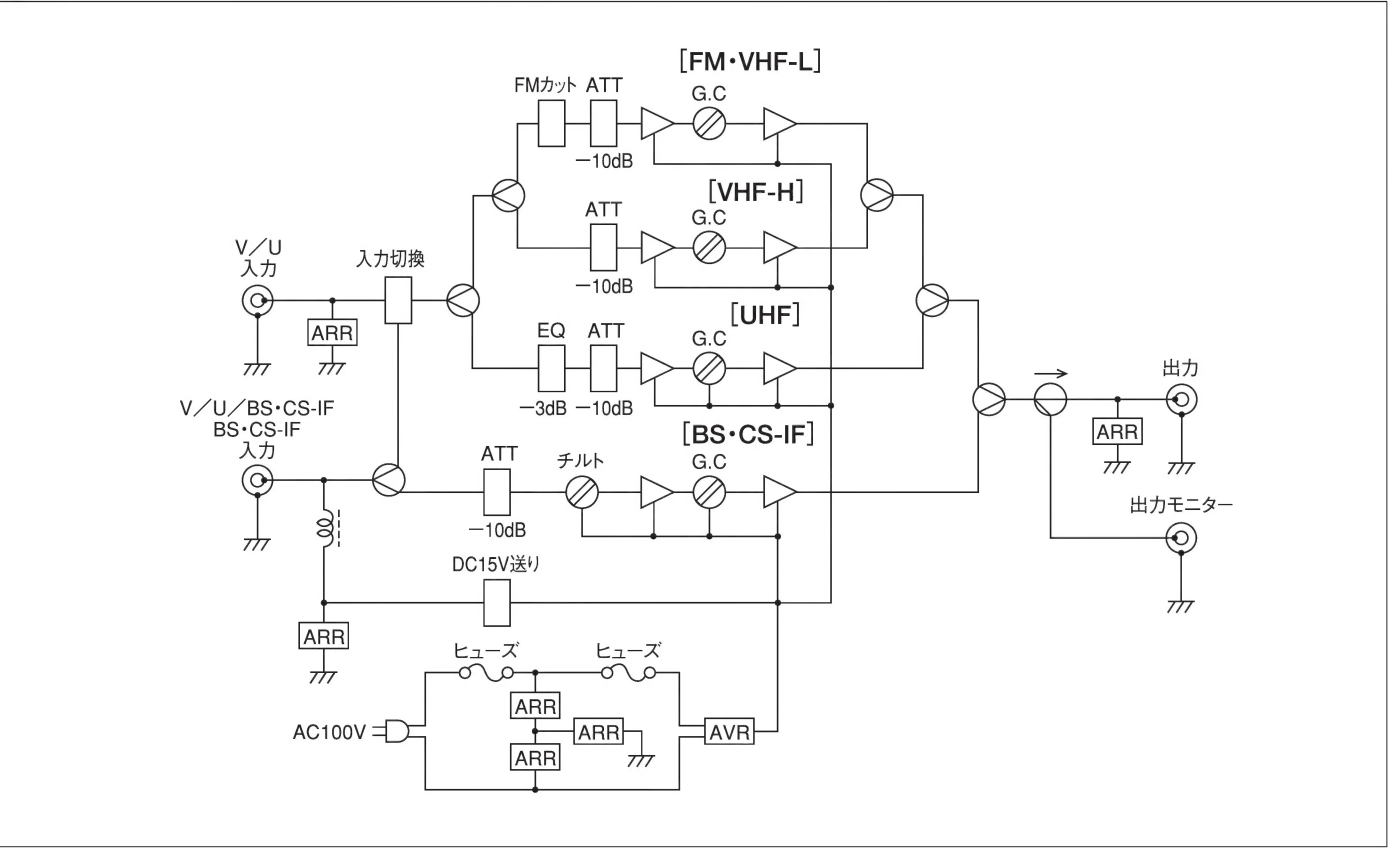 [FM・VHF-L]
FMカット
ATT
G.C
−10dB
[VHF-H]
ATT
G.C
−10dB
V／U
入力
入力切換
ARR
[UHF]
EQ
ATT
G.C
−3dB
−10dB
V／U／BS・CS-IF
BS・CS-IF
入力
[BS・CS-IF]
ATT
チルト
G.C
−10dB
出力
ARR
出力モニター
DC15V送り
ARR
ヒューズ
ヒューズ
ARR
AC100V
ARR
AVR
ARR